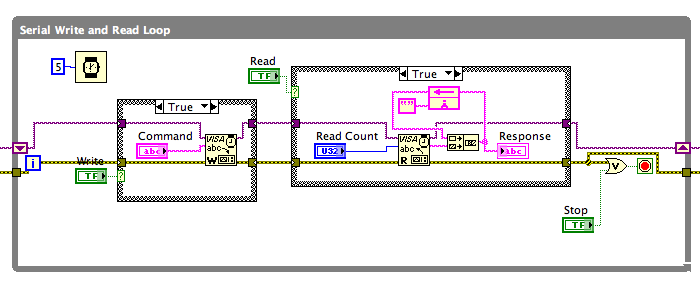 Serial Write and Read Loop
5
Read
TF
?
True
True
""
Command
abc
VISA
abc
W
Read Count
U32
VISA
abc
R
Response
abc
i
Write
TF
?
V
Stop
TF